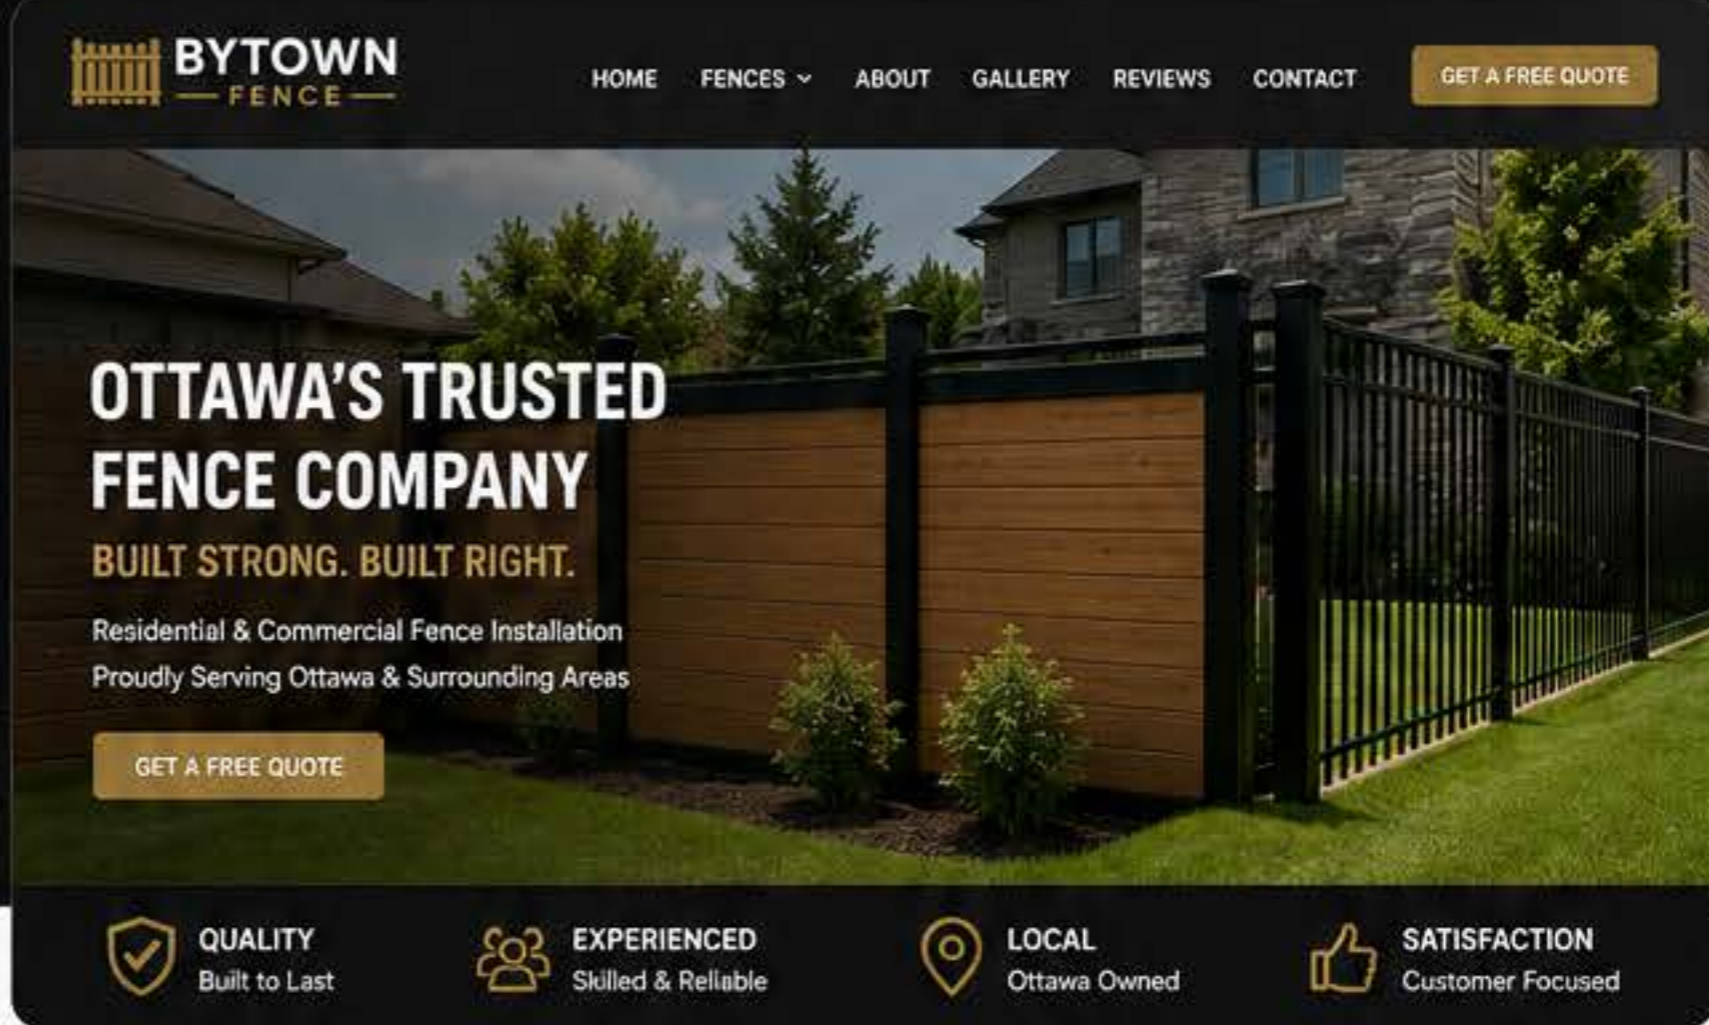 BYTOWN
FENCE
HOME
FENCES
ABOUT
GALLERY
REVIEWS
CONTACT
GET A FREE QUOTE
OTTAWA'S TRUSTED
FENCE COMPANY
BUILT STRONG. BUILT RIGHT.
Residential & Commercial Fence Installation
Proudly Serving Ottawa & Surrounding Areas
GET A FREE QUOTE
QUALITY
Built to Last
EXPERIENCED
Skilled & Reliable
LOCAL
Ottawa Owned
SATISFACTION
Customer Focused